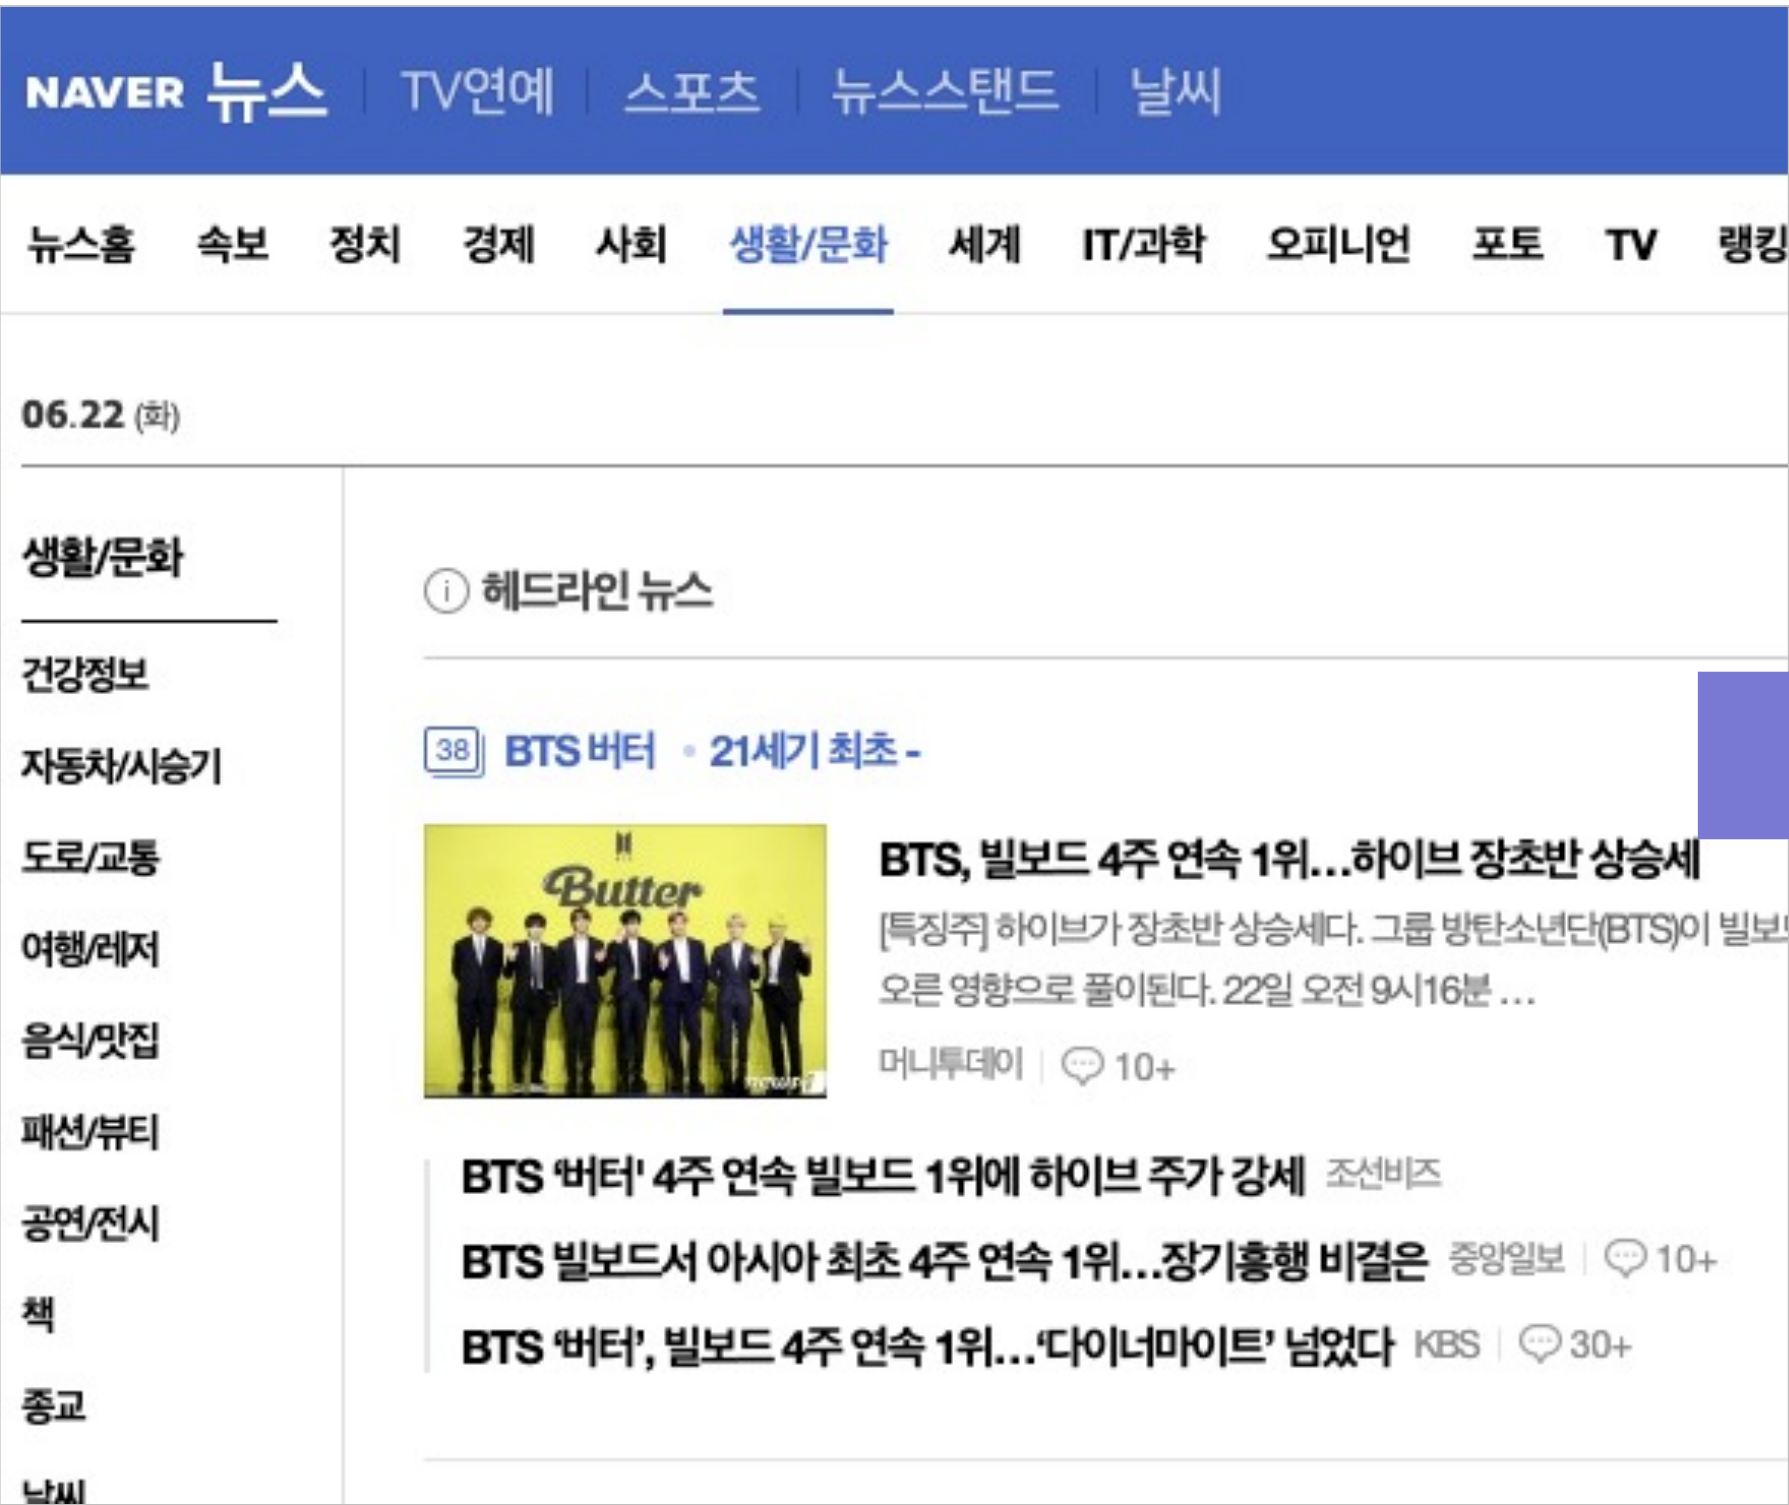 NAVER 뉴스 TV연예 스포츠 뉴스스탠드 날씨
뉴스홈 속보 정치 경제 사회 생활/문화 세계 IT/과학 오피니언 포토 TV 랭킹
06.22 (화)
생활/문화
건강정보
자동차/시승기
도로/교통
여행/레저
음식/맛집
패션/뷰티
공연/전시
책
종교
날씨
헤드라인 뉴스
38 BTS 버터 • 21세기 최초 -
Butter
news1
BTS, 빌보드 4주 연속 1위...하이브 장초반 상승세
[특징주] 하이브가 장초반 상승세다. 그룹 방탄소년단(BTS)이
오른 영향으로 풀이된다. 22일 오전 9시16분 ...
머니투데이 10+
BTS ‘버터' 4주 연속 빌보드 1위에 하이브 주가 강세 조선비즈
BTS 빌보드서 아시아 최초 4주 연속 1위...장기흥행 비결은 중앙일보 10+
BTS ‘버터’, 빌보드 4주 연속 1위...‘다이너마이트’ 넘었다 KBS 30+